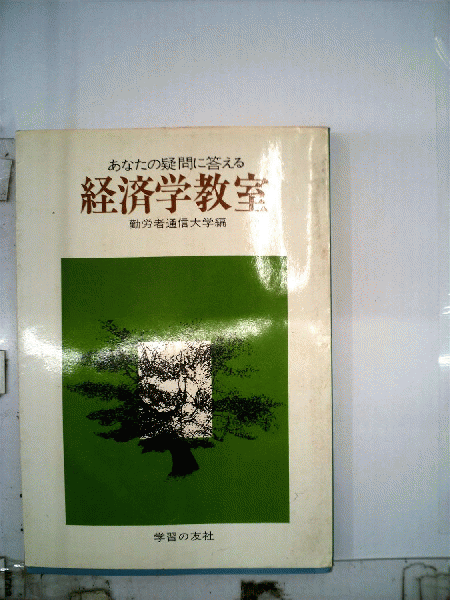 あなたの疑問に答える
経済学教室
勤労者通信大学編
学習の友社